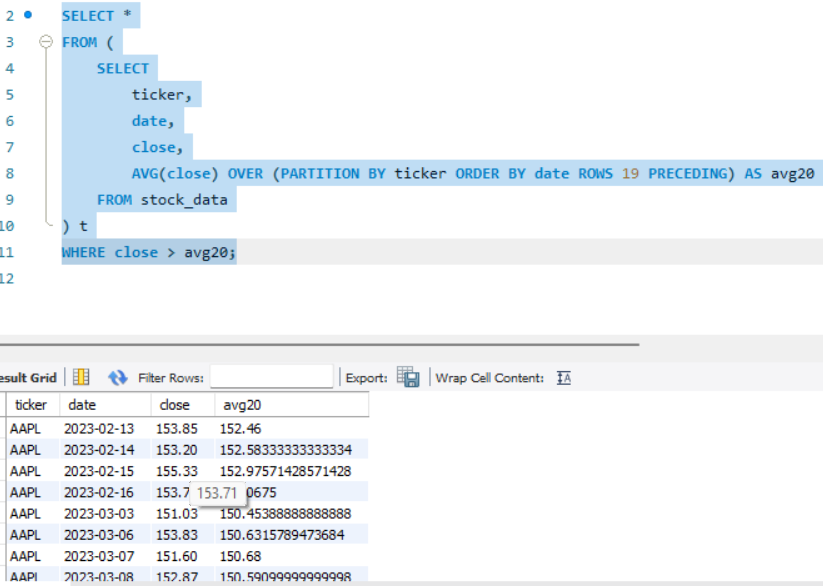 2 SELECT *
3 FROM (
4 SELECT
5 ticker,
6 date,
7 close,
8 AVG(close) OVER (PARTITION BY ticker ORDER BY date ROWS 19 PRECEDING) AS avg20
9 FROM stock_data
10 ) t
11 WHERE close > avg20;
12
esult Grid Filter Rows: Export: Wrap Cell Content: IA
ticker date close avg20
AAPL 2023-02-13 153.85 152.46
AAPL 2023-02-14 153.20 152.58333333333334
AAPL 2023-02-15 155.33 152.97571428571428
AAPL 2023-02-16 153.7 153.71 0675
AAPL 2023-03-03 151.03 150.45388888888888
AAPL 2023-03-06 153.83 150.6315789473684
AAPL 2023-03-07 151.60 150.68
AAPL 2023-03-08 152.87 150.59099999999998